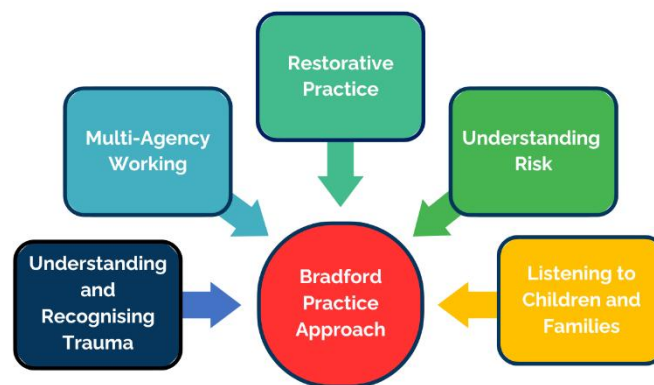 Restorative
Practice
Multi-Agency
Working
Understanding
Risk
Understanding
and
Recognising
Trauma
Bradford
Practice
Approach
Listening to
Children and
Families